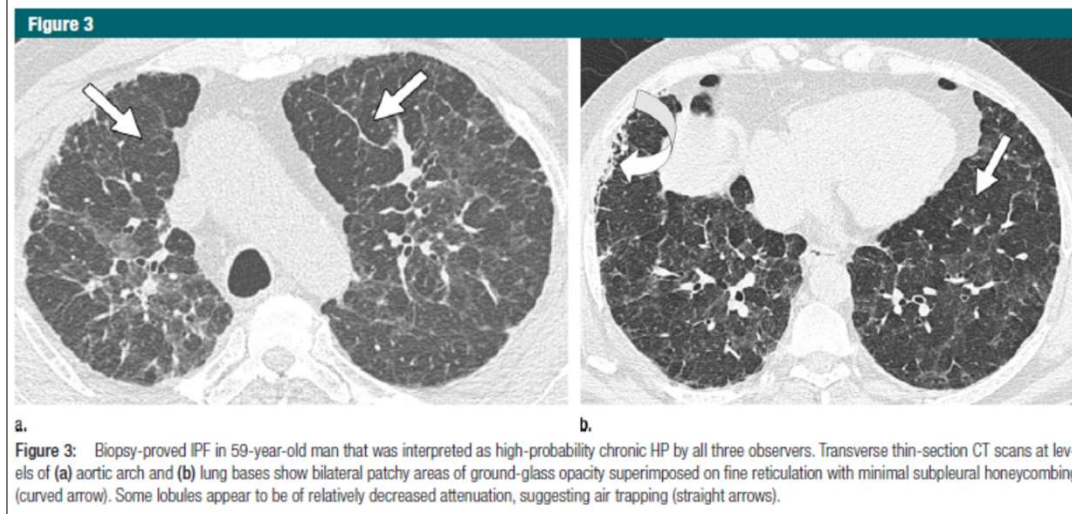 Figure 3
a.
b.
Figure 3: Biopsy-proved IPF in 59-year-old man that was interpreted as high-probability chronic HP by all three observers. Transverse thin-section CT scans at lev-
els of (a) aortic arch and (b) lung bases show bilateral patchy areas of ground-glass opacity superimposed on fine reticulation with minimal subpleural honeycombing
(curved arrow). Some lobules appear to be of relatively decreased attenuation, suggesting air trapping (straight arrows).